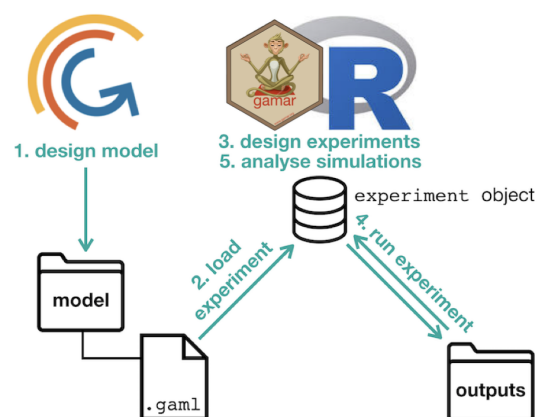 gamar
R
1. design model
3. design experiments
5. analyse simulations
experiment object
2. load
experiment
4. run experiment
model
.gaml
outputs